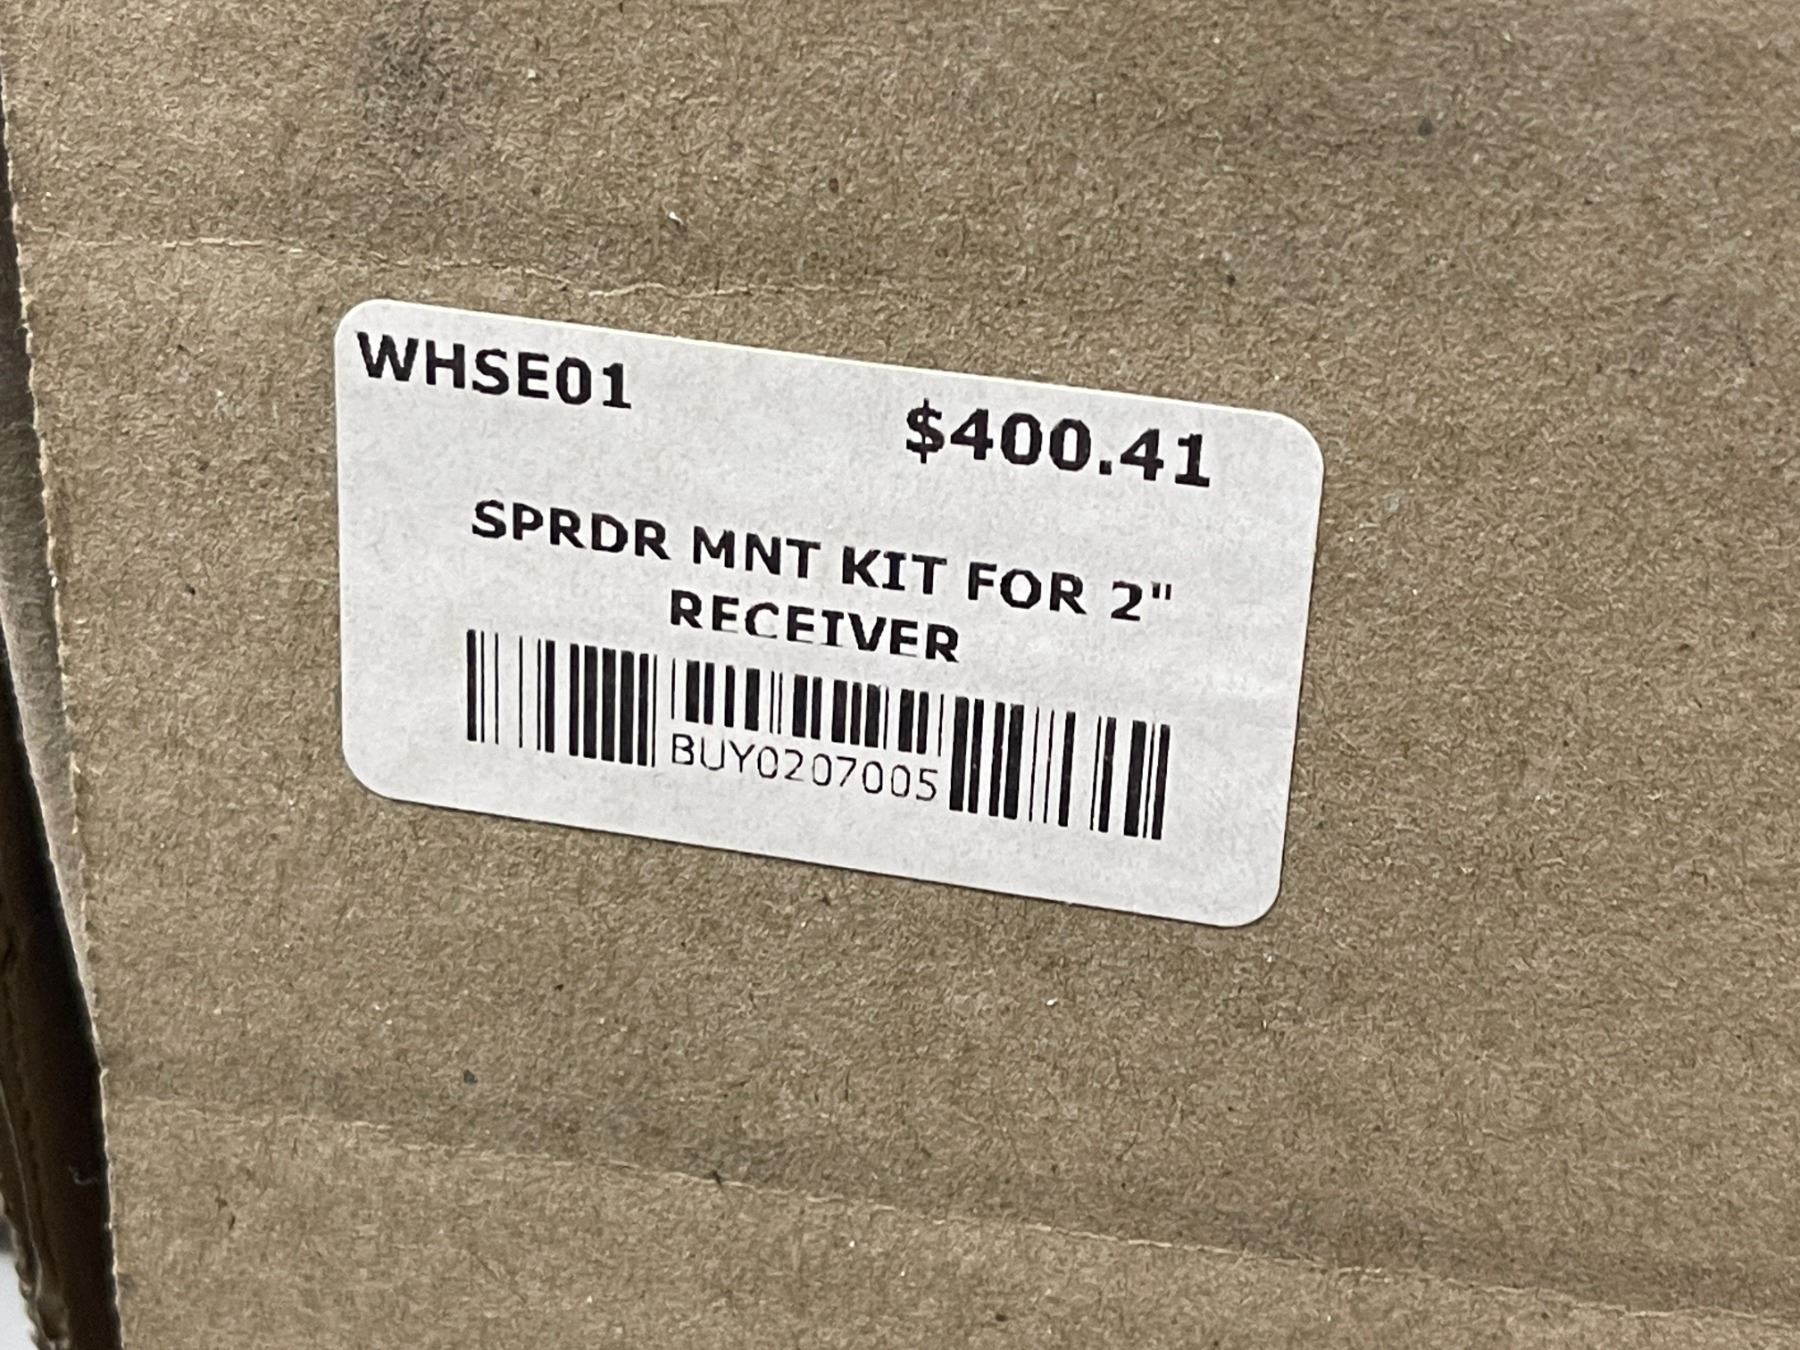 WHSE01
$400.41
SPRDR MNT KIT FOR 2"
RECEIVER
BUY0207005